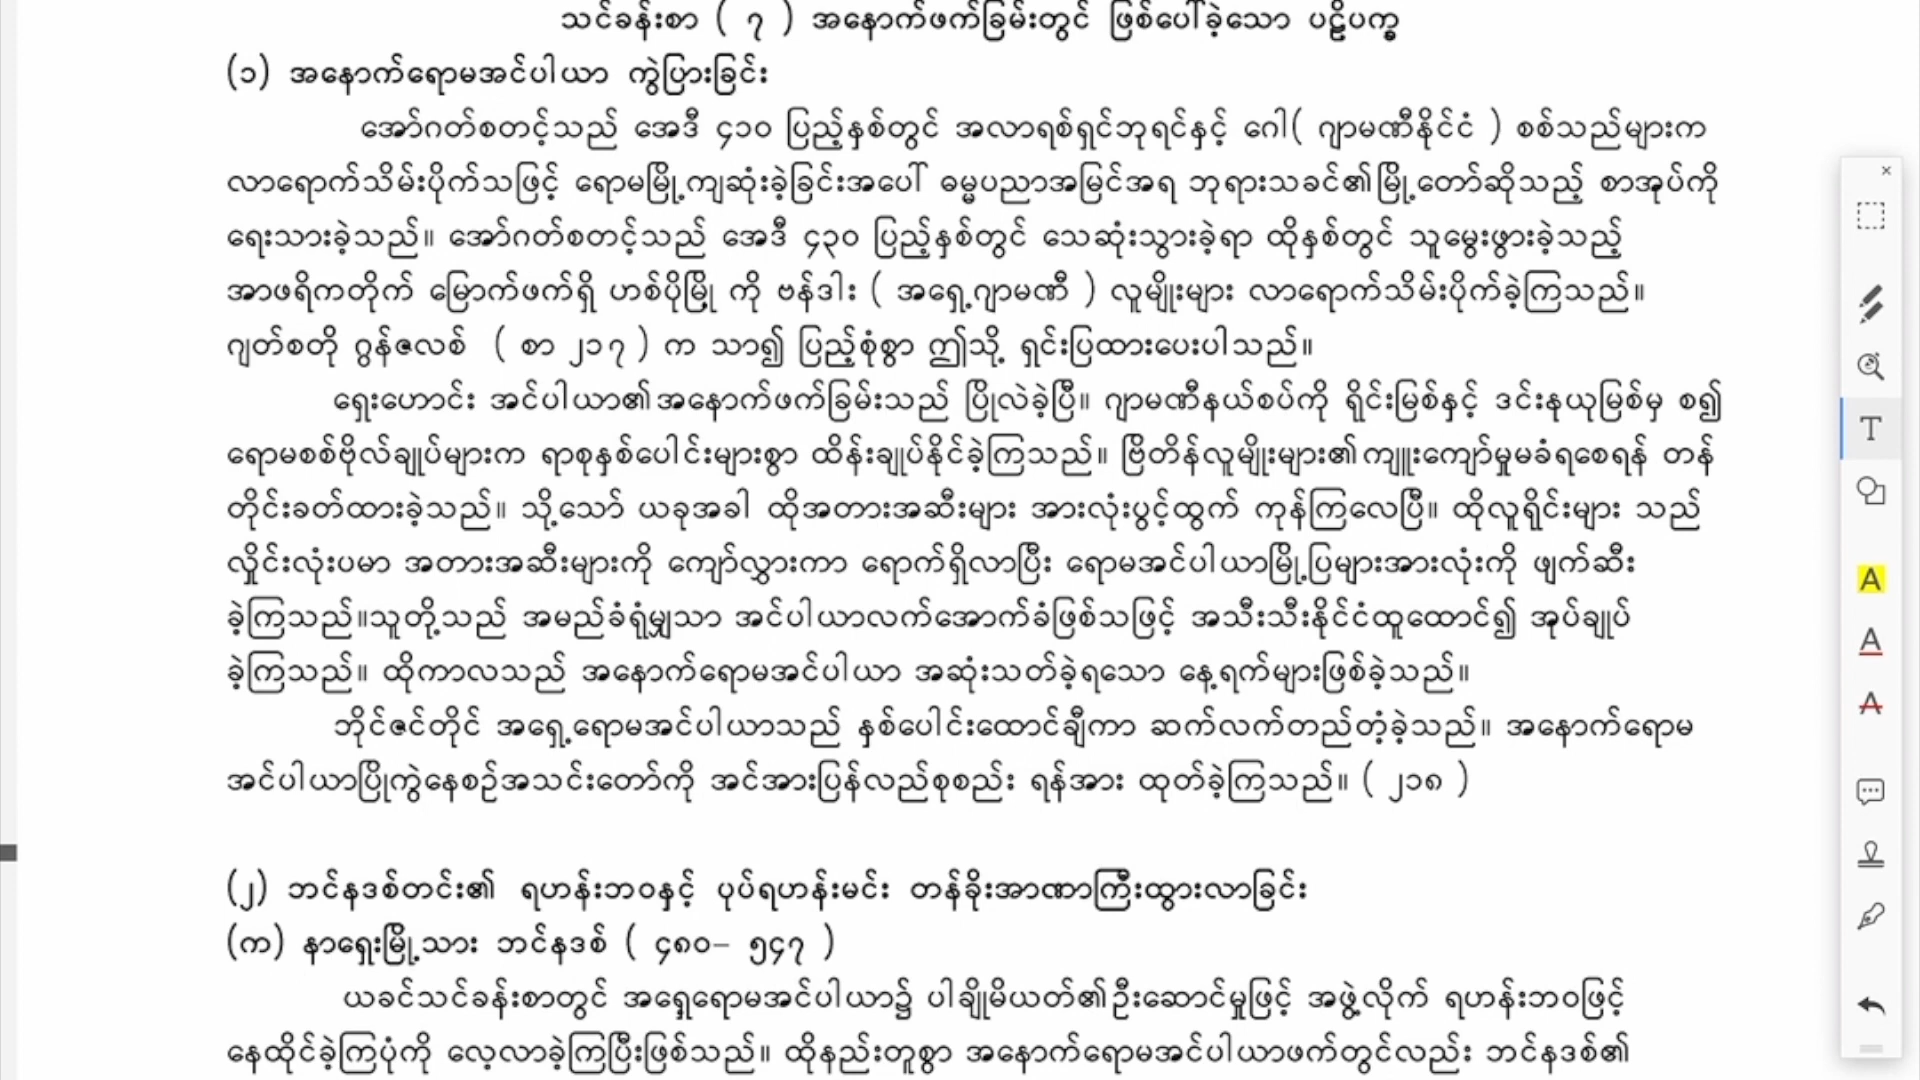 သင်ခန်းစာ ( ၇ ) အနောက်ဖက်ခြမ်းတွင် ဖြစ်ပေါ်ခဲ့သော ပဋိပက္ခ
(၁) အနောက်ရောမအင်ပါယာ ကွဲပြားခြင်း
အော်ဂတ်စတင့်သည် အေဒီ ၄၁၀ ပြည့်နှစ်တွင် အလာရစ်ရှင်ဘုရင်နှင့် ဂေါ( ဂျာမဏီနိုင်ငံ ) စစ်သည်များက
လာရောက်သိမ်းပိုက်သဖြင့် ရောမမြို့ကျဆုံးခဲ့ခြင်းအပေါ် ဓမ္မပညာအမြင်အရ ဘုရားသခင်၏မြို့တော်ဆိုသည့် စာအုပ်ကို
ရေးသားခဲ့သည်။ အော်ဂတ်စတင့်သည် အေဒီ ၄၃၀ ပြည့်နှစ်တွင် သေဆုံးသွားခဲ့ရာ ထိုနှစ်တွင် သူမွေးဖွားခဲ့သည့်
အာဖရိကတိုက် မြောက်ဖက်ရှိ ဟစ်ပိုမြို့ ကို ဗန်ဒါး ( အရှေ့ဂျာမဏီ ) လူမျိုးများ လာရောက်သိမ်းပိုက်ခဲ့ကြသည်။
ဂျတ်စတို ဂွန်ဇလစ် ( စာ ၂၁၇ ) က သာ၍ ပြည့်စုံစွာ ဤသို့ ရှင်းပြထားပေးပါသည်။
ရှေးဟောင်း အင်ပါယာ၏အနောက်ဖက်ခြမ်းသည် ပြိုလဲခဲ့ပြီ။ ဂျာမဏီနယ်စပ်ကို ရိုင်းမြစ်နှင့် ဒင်းနယုမြစ်မှ စ၍
ရောမစစ်ဗိုလ်ချုပ်များက ရာစုနှစ်ပေါင်းများစွာ ထိန်းချုပ်နိုင်ခဲ့ကြသည်။ ဗြိတိန်လူမျိုးများ၏ကျူးကျော်မှုမခံရစေရန် တန်
တိုင်းခတ်ထားခဲ့သည်။ သို့သော် ယခုအခါ ထိုအတားအဆီးများ အားလုံးပွင့်ထွက် ကုန်ကြလေပြီ။ ထိုလူရိုင်းများ သည်
လှိုင်းလုံးပမာ အတားအဆီးများကို ကျော်လွှားကာ ရောက်ရှိလာပြီး ရောမအင်ပါယာမြို့ပြများအားလုံးကို ဖျက်ဆီး
ခဲ့ကြသည်။သူတို့သည် အမည်ခံရုံမျှသာ အင်ပါယာလက်အောက်ခံဖြစ်သဖြင့် အသီးသီးနိုင်ငံထူထောင်၍ အုပ်ချုပ်
ခဲ့ကြသည်။ ထိုကာလသည် အနောက်ရောမအင်ပါယာ အဆုံးသတ်ခဲ့ရသော နေ့ရက်များဖြစ်ခဲ့သည်။
ဘိုင်ဇင်တိုင် အရှေ့ရောမအင်ပါယာသည် နှစ်ပေါင်းထောင်ချီကာ ဆက်လက်တည်တံ့ခဲ့သည်။ အနောက်ရောမ
အင်ပါယာပြိုကွဲနေစဉ်အသင်းတော်ကို အင်အားပြန်လည်စုစည်း ရန်အား ထုတ်ခဲ့ကြသည်။ ( ၂၁၈ )
(၂) ဘင်နဒစ်တင်း၏ ရဟန်းဘဝနှင့် ပုပ်ရဟန်းမင်း တန်ခိုးအာဏာကြီးထွားလာခြင်း
(က) နာရှေးမြို့သား ဘင်နဒစ် ( ၄၈၀– ၅၄၇ )
ယခင်သင်ခန်းစာတွင် အရှေ့ရောမအင်ပါယာ၌ ပါချိုမိယတ်၏ဦးဆောင်မှုဖြင့် အဖွဲ့လိုက် ရဟန်းဘဝဖြင့်
နေထိုင်ခဲ့ကြပုံကို လေ့လာခဲ့ကြပြီးဖြစ်သည်။ ထိုနည်းတူစွာ အနောက်ရောမအင်ပါယာဖက်တွင်လည်း ဘင်နဒစ်၏